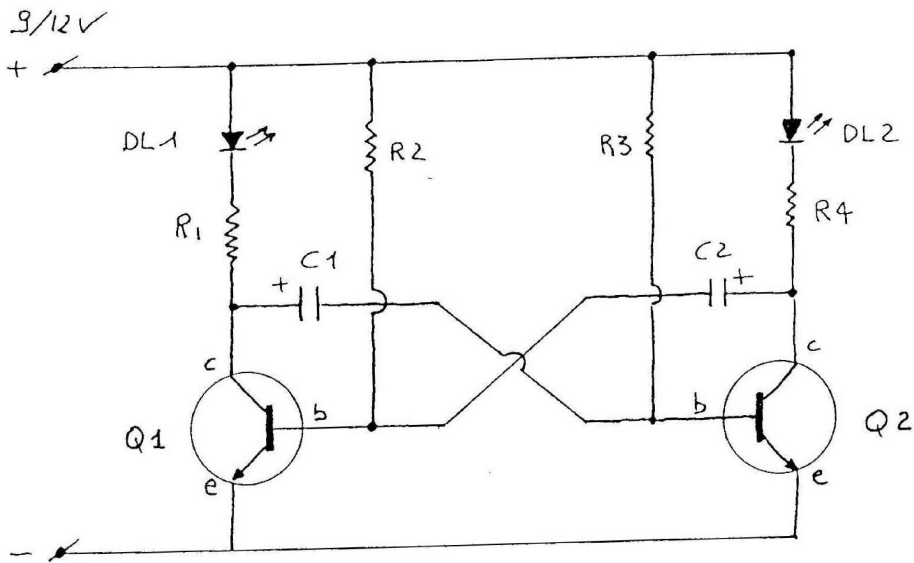 9/12V
+
DL1
R2
R3
DL2
R1
R4
+ C1
C2 +
c
c
b
b
Q1
Q2
e
e
-